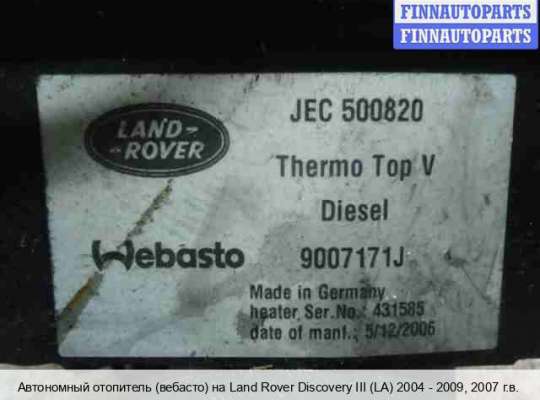 FINNAUTOPARTS
FINNAUTOPARTS
LAND-
-ROVER
JEC 500820
Thermo Top V
Diesel
Webasto
9007171J
Made in Germany
heater Ser.No.: 431585
date of manf.: 5/12/2006
Автономный отопитель (вебасто) на Land Rover Discovery III (LA) 2004 - 2009, 2007 г.в.